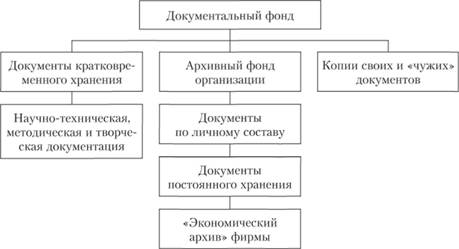 Документальный фонд
Документы кратковре-
менного хранения
Архивный фонд
организации
Копии своих и «чужих»
документов
Научно-техническая,
методическая и творче-
ская документация
Документы
по личному составу
Документы
постоянного хранения
«Экономический
архив» фирмы